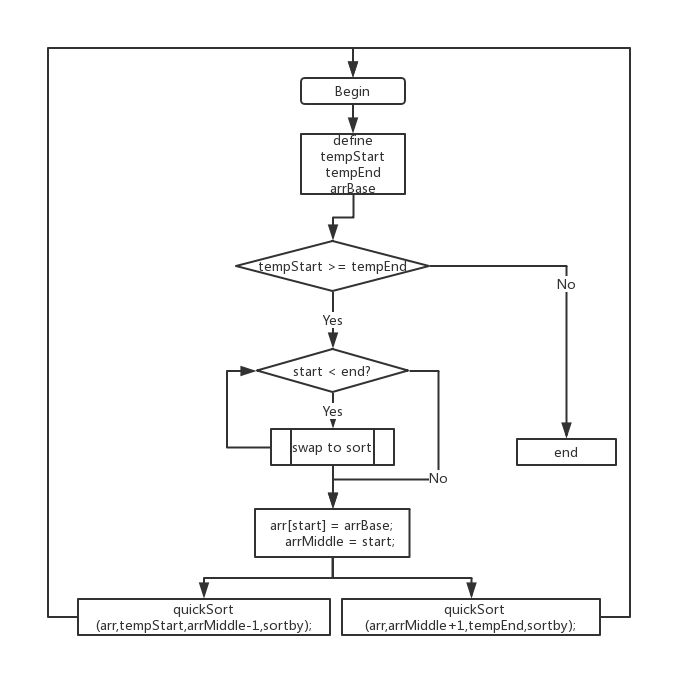 Begin
define
tempStart
tempEnd
arrBase
tempStart >= tempEnd
No
Yes
start < end?
Yes
swap to sort
end
No
arr[start] = arrBase;
arrMiddle = start;
quickSort
(arr,tempStart,arrMiddle-1,sortby);
quickSort
(arr,arrMiddle+1,tempEnd,sortby);